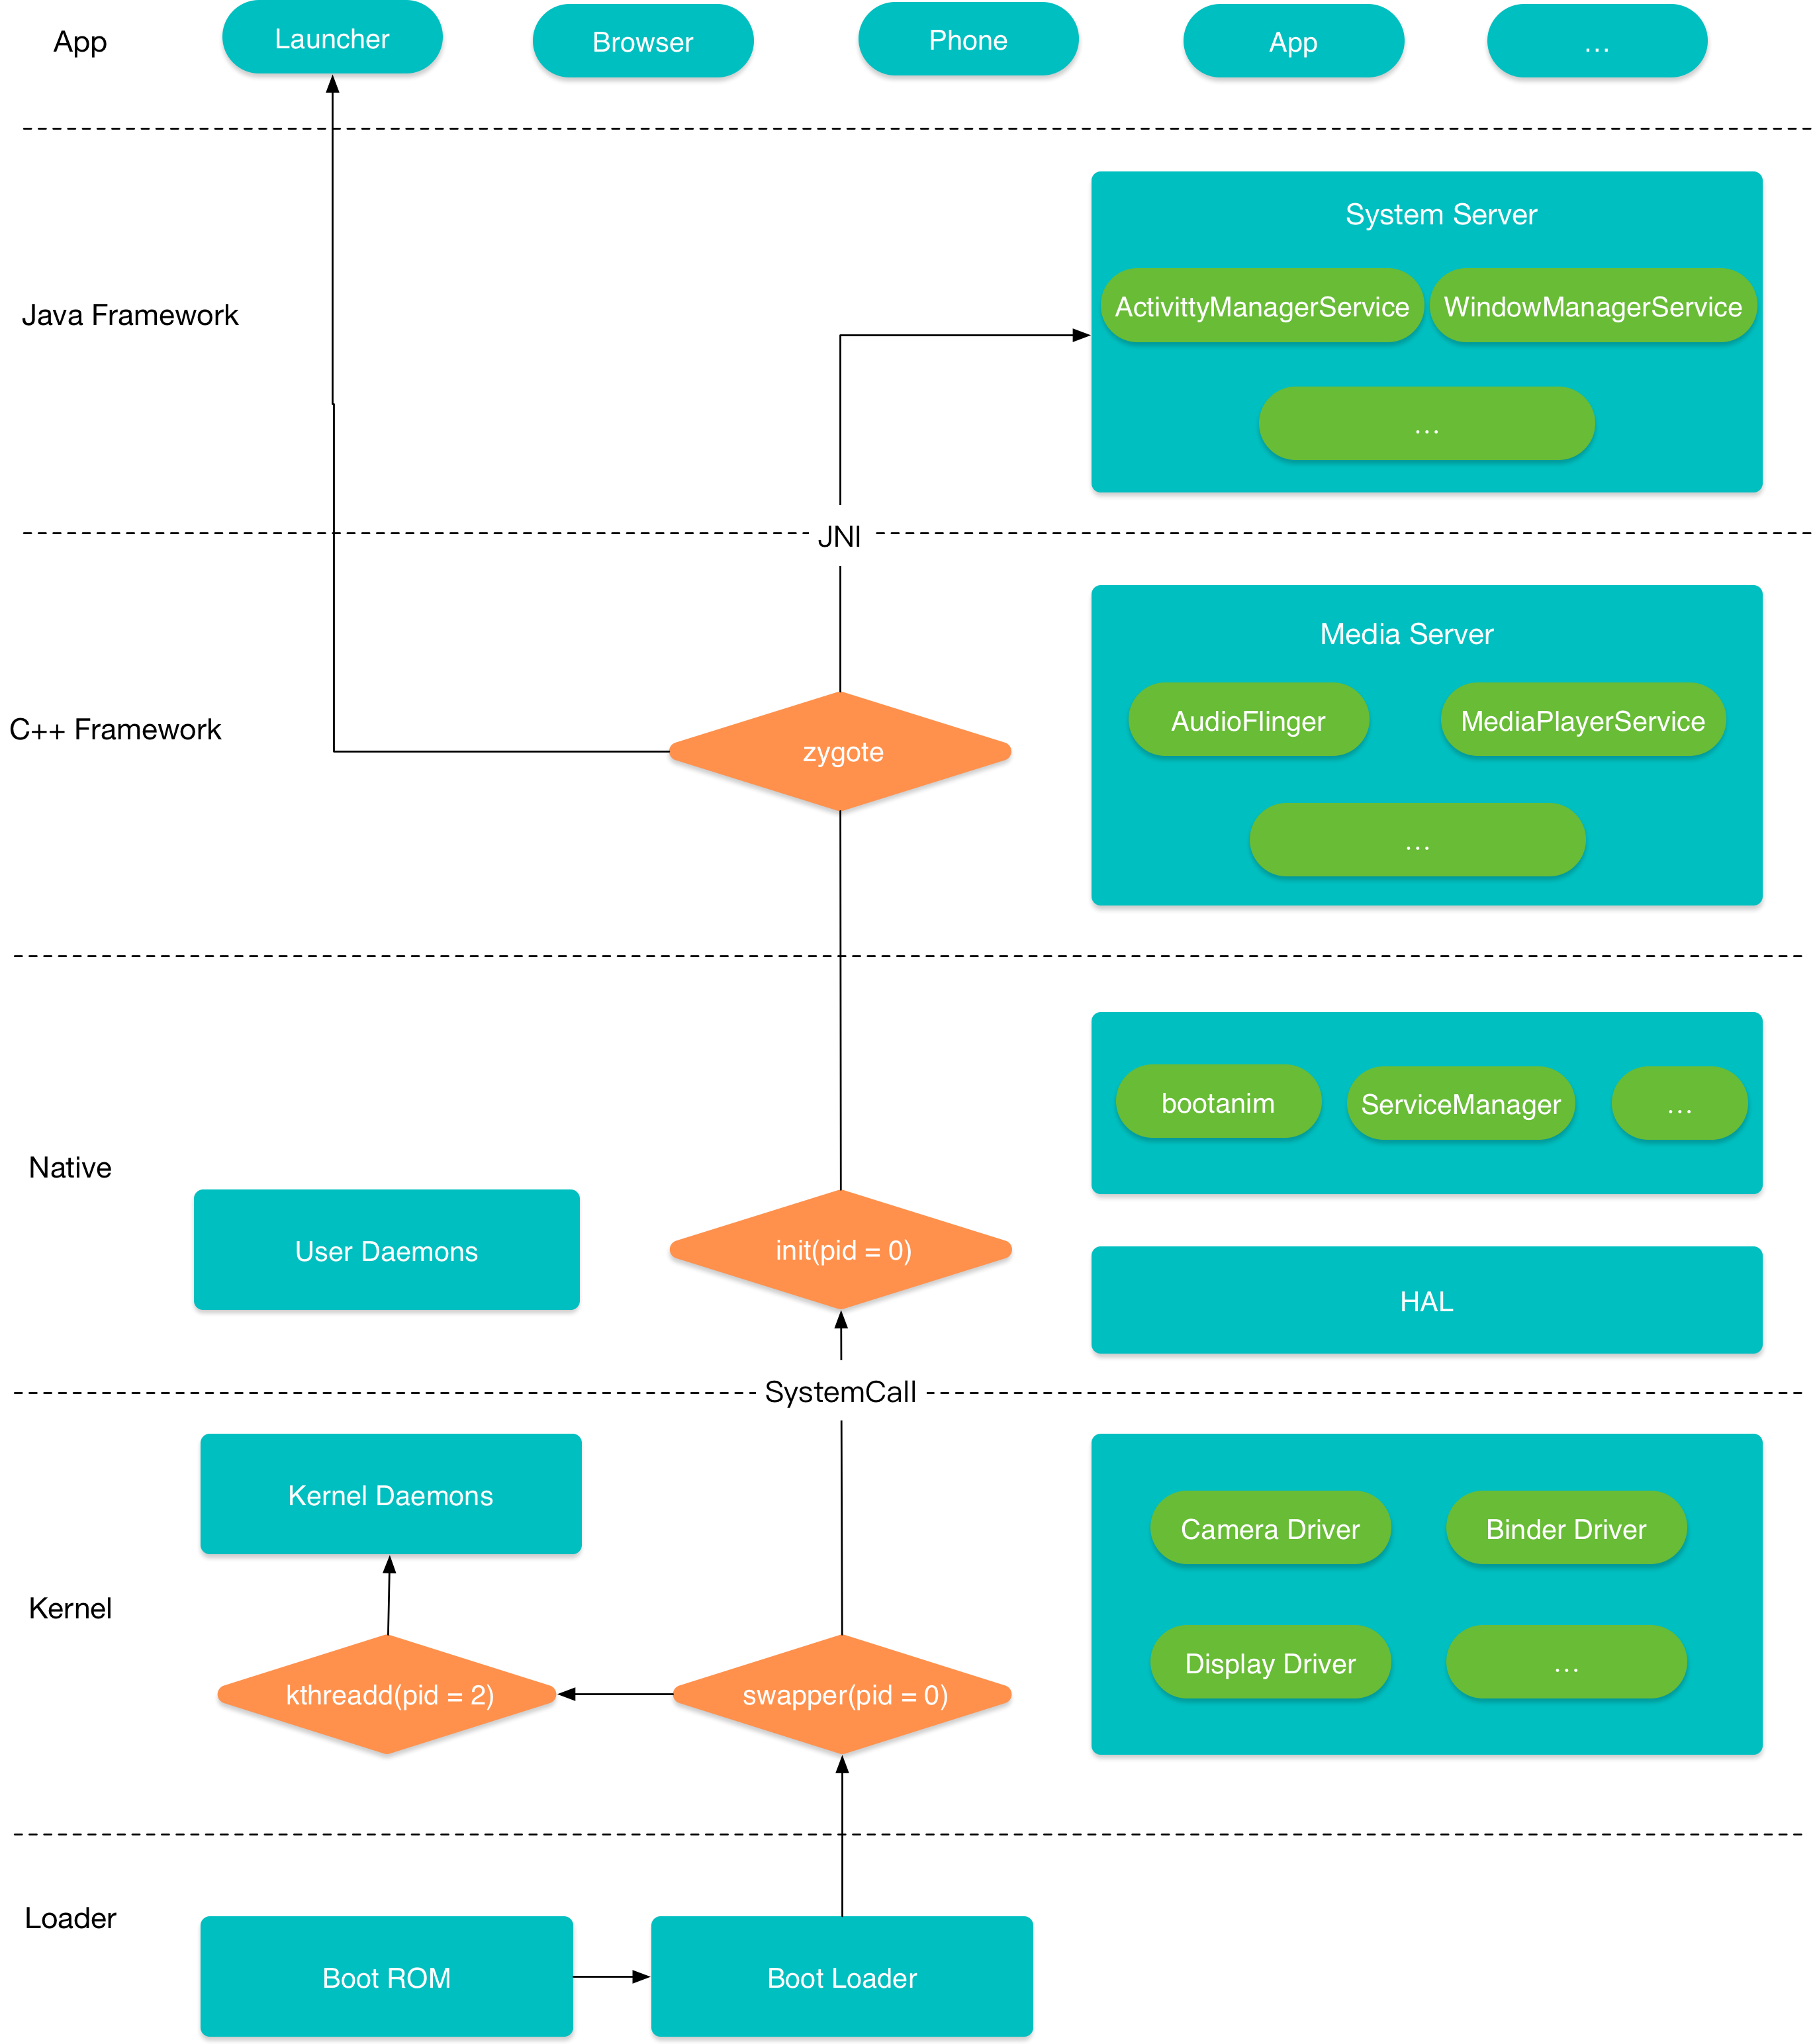 App
Launcher
Browser
Phone
App
...
System Server
Java Framework
ActivittyManagerService
WindowManagerService
...
JNI
Media Server
C++ Framework
AudioFlinger
MediaPlayerService
zygote
...
bootanim
ServiceManager
...
Native
User Daemons
init(pid = 0)
HAL
SystemCall
Kernel Daemons
Camera Driver
Binder Driver
Kernel
Display Driver
...
kthreadd(pid = 2)
swapper(pid = 0)
Loader
Boot ROM
Boot Loader